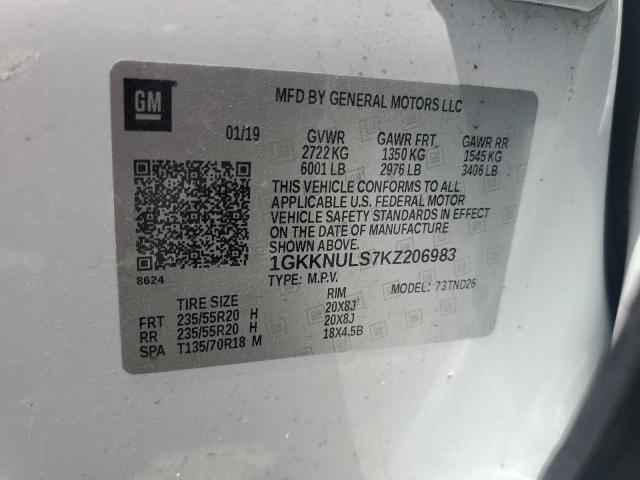 GM
MFD BY GENERAL MOTORS LLC
01/19 GVWR GAWR FRT GAWR RR
2722 KG 1350 KG 1545 KG
6001 LB 2976 LB 3406 LB
THIS VEHICLE CONFORMS TO ALL
APPLICABLE U.S. FEDERAL MOTOR
VEHICLE SAFETY STANDARDS IN EFFECT
ON THE DATE OF MANUFACTURE
SHOWN ABOVE.
1GKKNULS7KZ206983
8624
TYPE: M.P.V. MODEL: 73TND26
TIRE SIZE RIM
FRT 235/55R20 H 20X8J
RR 235/55R20 H 20X8J
SPA T135/70R18 M 18X4.5B